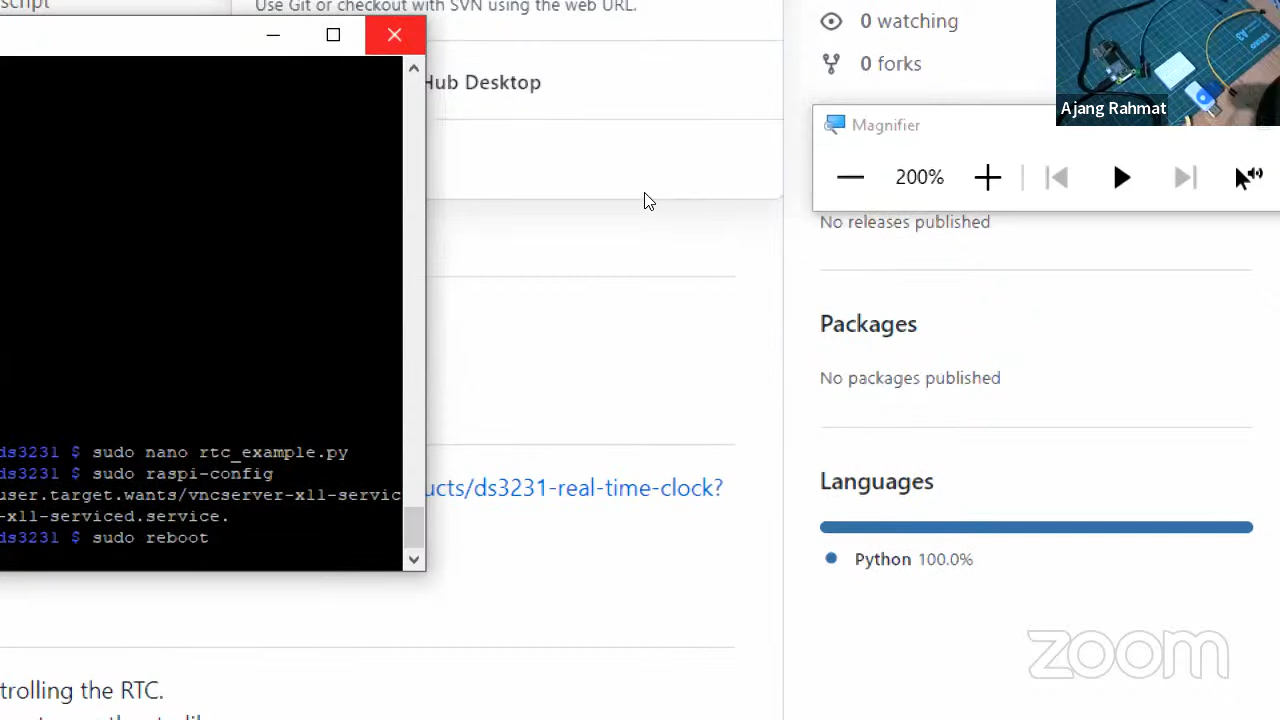 script
Use Git or checkout with SVN using the web URL.
Hub Desktop
0 watching
0 forks
Ajang Rahmat
Magnifier
200%
No releases published
Packages
No packages published
ds3231 $ sudo nano rtc_example.py
ds3231 $ sudo raspi-config
user.target.wants/vncserver-x11-servic
-x11-serviced.service.
ds3231 $ sudo reboot
ucts/ds3231-real-time-clock?
Languages
Python 100.0%
trolling the RTC.
zoom